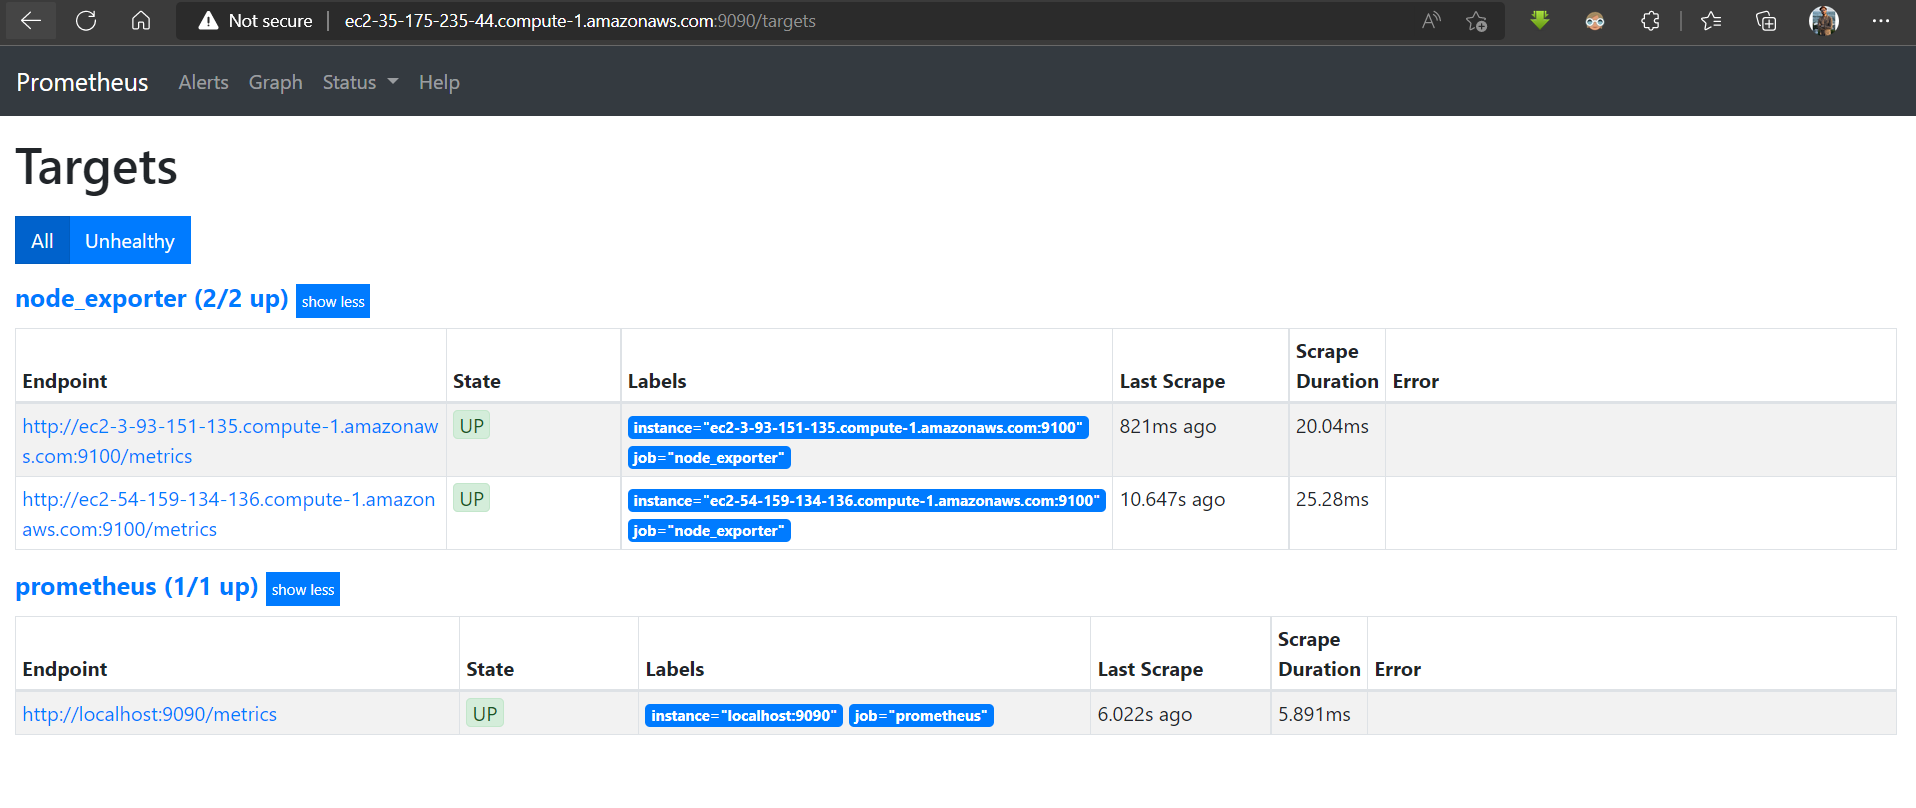 Not secure | ec2-35-175-235-44.compute-1.amazonaws.com:9090/targets
Prometheus Alerts Graph Status Help
Targets
All Unhealthy
node_exporter (2/2 up) show less
Scrape
Endpoint State Labels Last Scrape Duration Error
http://ec2-3-93-151-135.compute-1.amazonaw UP instance="ec2-3-93-151-135.compute-1.amazonaws.com:9100" 821ms ago 20.04ms
s.com:9100/metrics job="node_exporter"
http://ec2-54-159-134-136.compute-1.amazon UP instance="ec2-54-159-134-136.compute-1.amazonaws.com:9100" 10.647s ago 25.28ms
aws.com:9100/metrics job="node_exporter"
prometheus (1/1 up) show less
Scrape
Endpoint State Labels Last Scrape Duration Error
http://localhost:9090/metrics UP instance="localhost:9090" job="prometheus" 6.022s ago 5.891ms